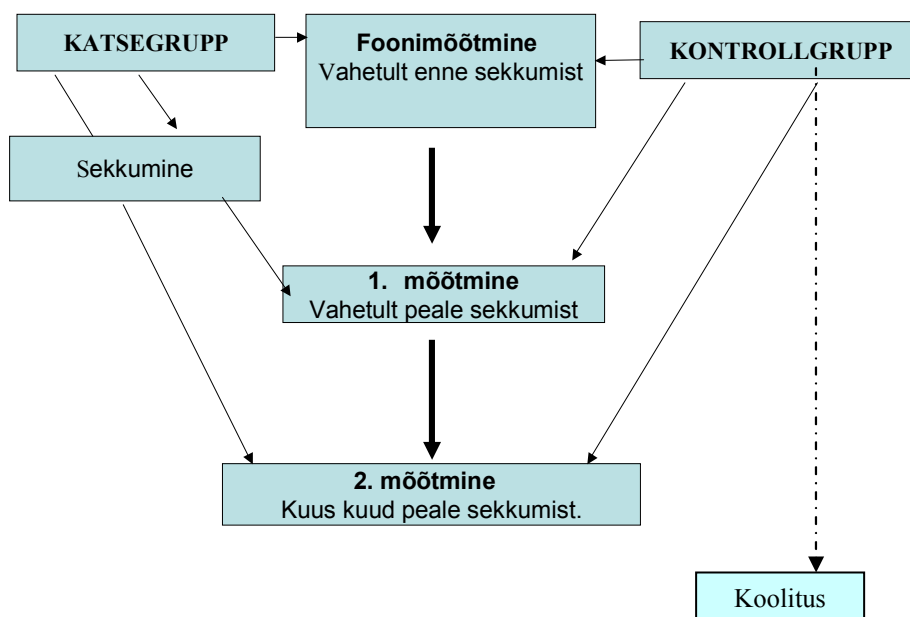 KATSEGRUPP
Foonimõõtmine
Vahetult enne sekkumist
KONTROLLGRUPP
Sekkumine
1. mõõtmine
Vahetult peale sekkumist
2. mõõtmine
Kuus kuud peale sekkumist.
Koolitus